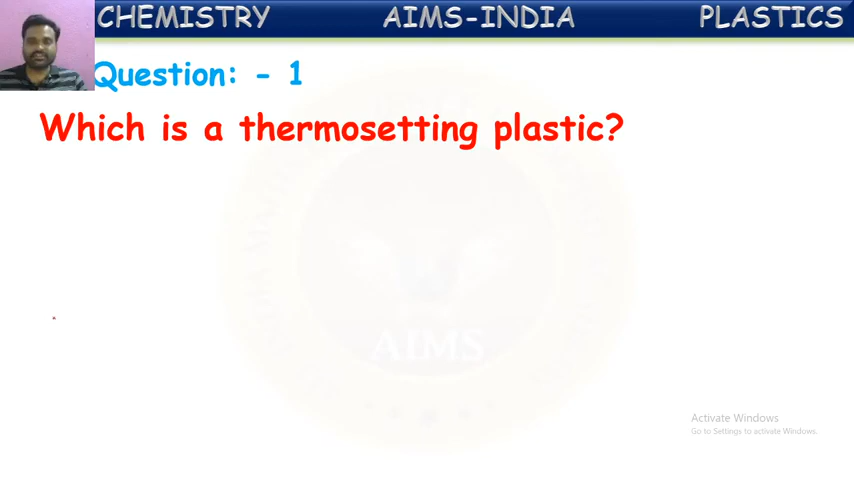 CHEMISTRY AIMS-INDIA PLASTICS
Question: - 1
Which is a thermosetting plastic?
AIMS
Activate Windows
Go to Settings to activate Windows.